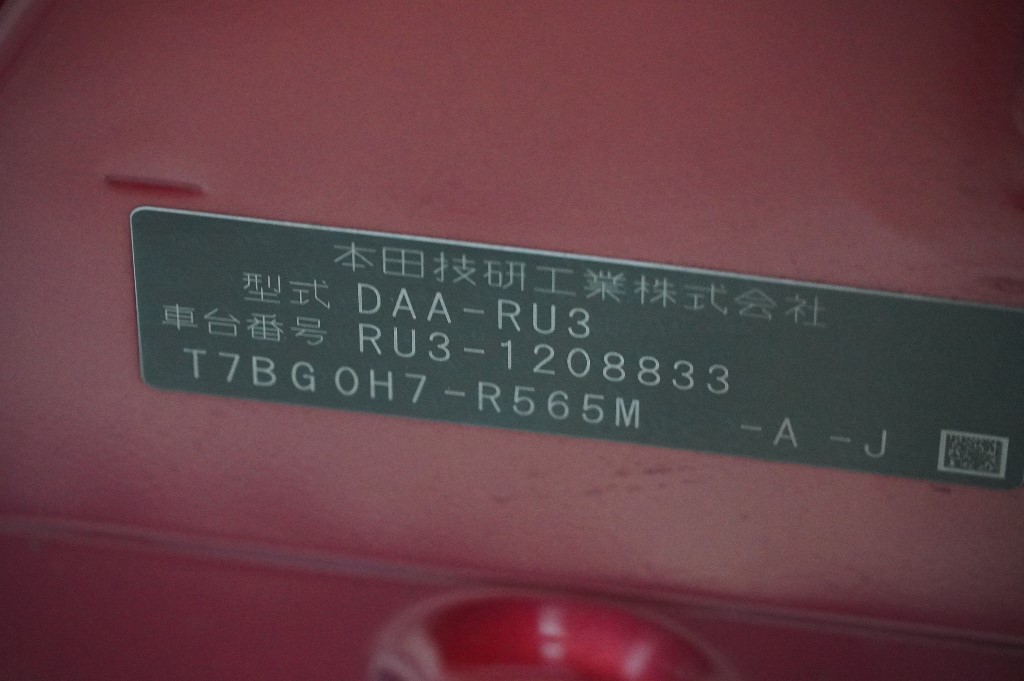 本田技研工業株式会社
型式 DAA-RU3
車台番号 RU3-1208833
T7BG0H7-R565M -A -J